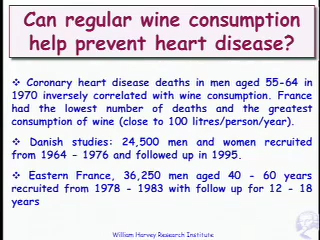 Can regular wine consumption
help prevent heart disease?
❖ Coronary heart disease deaths in men aged 55-64 in
1970 inversely correlated with wine consumption. France
had the lowest number of deaths and the greatest
consumption of wine (close to 100 litres/person/year).
❖ Danish studies: 24,500 men and women recruited
from 1964 - 1976 and followed up in 1995.
❖ Eastern France, 36,250 men aged 40 - 60 years
recruited from 1978 - 1983 with follow up for 12 - 18
years
William Harvey Research Institute